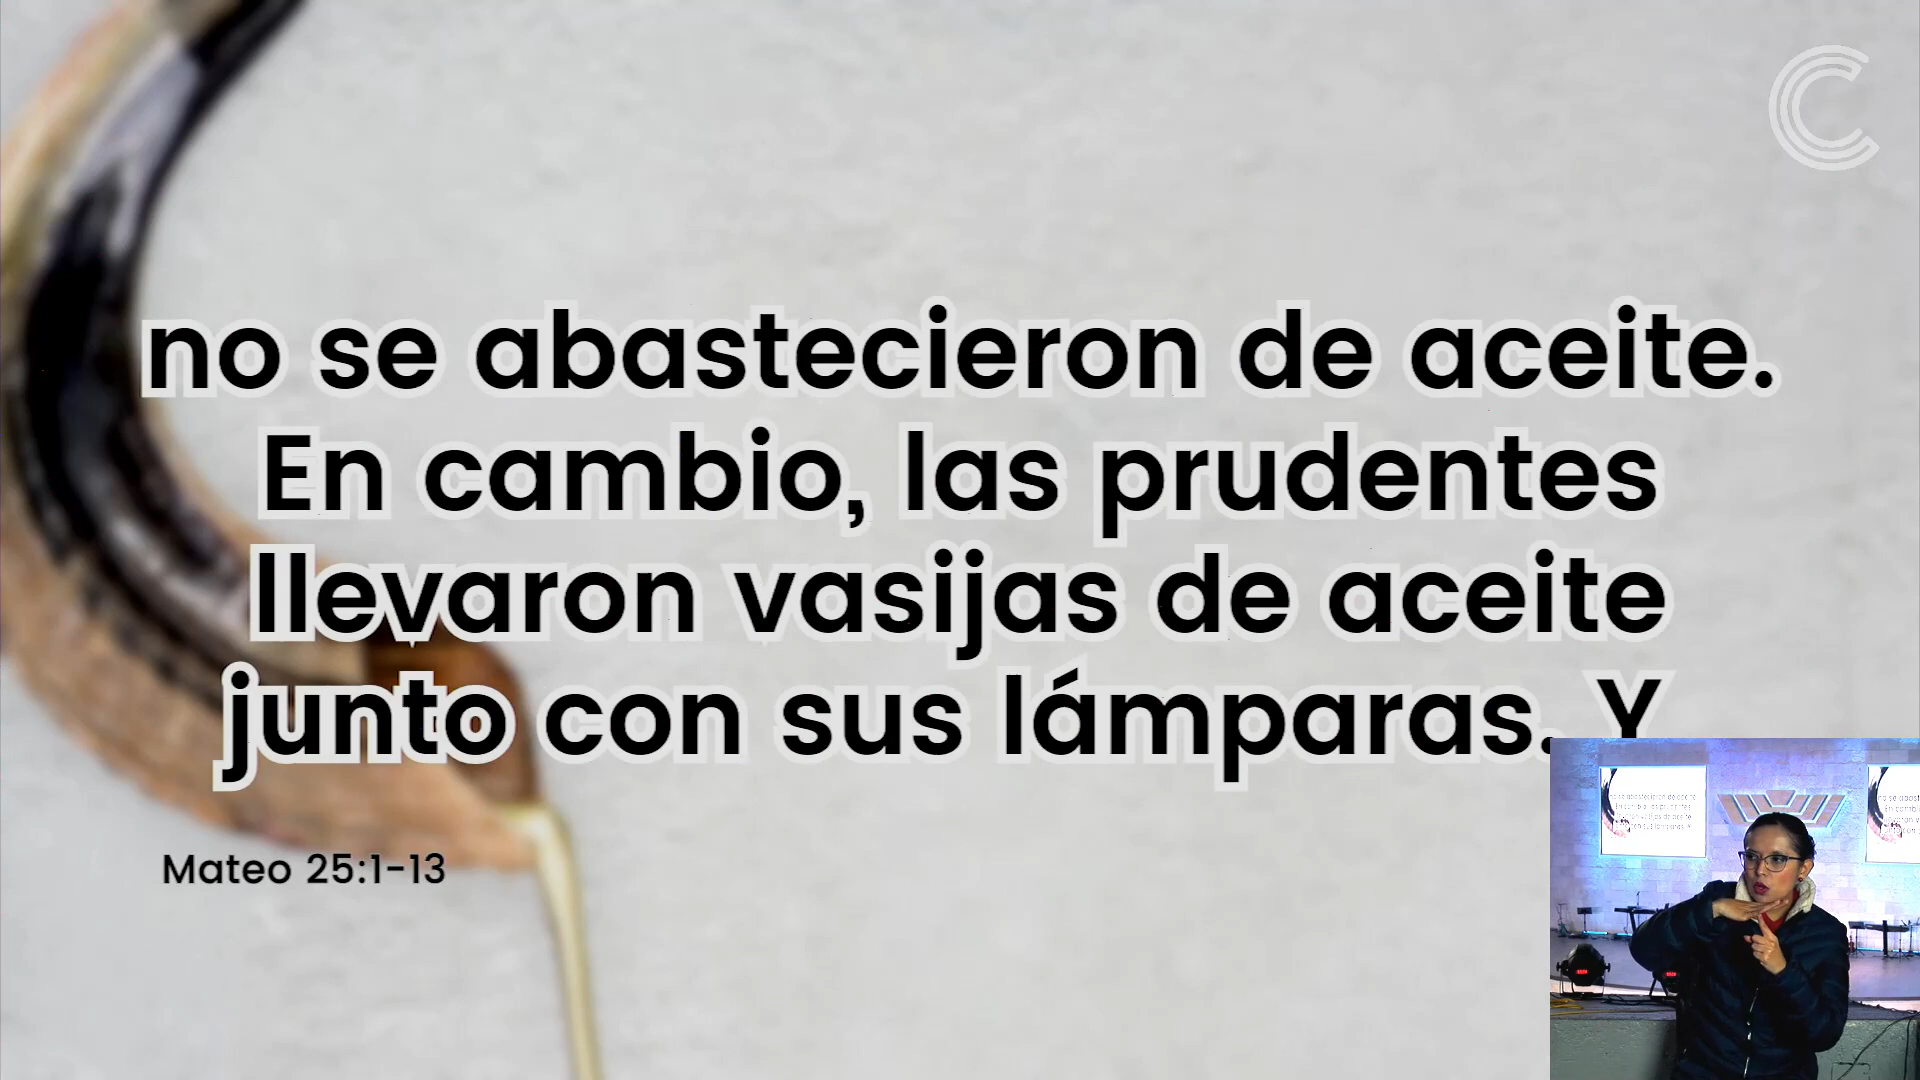 no se abastecieron de aceite.
En cambio, las prudentes
llevaron vasijas de aceite
junto con sus lámparas. Y
Mateo 25:1-13